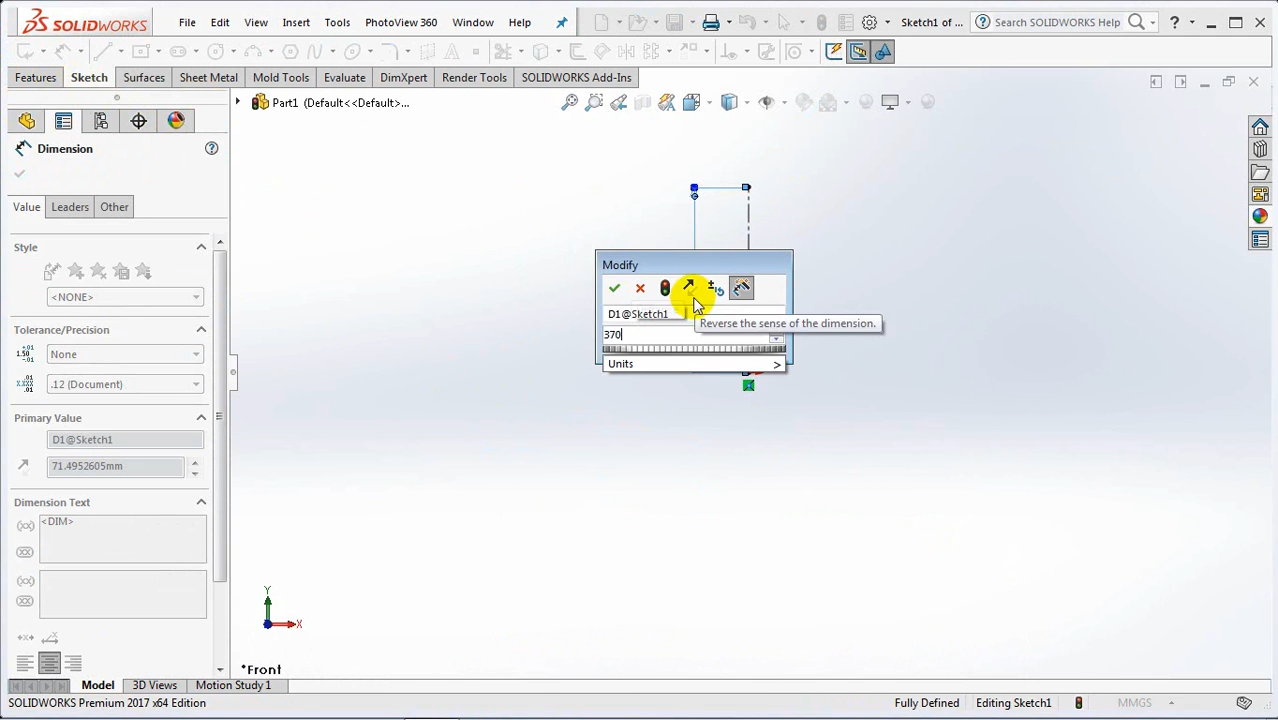 SOLIDWORKS File Edit View Insert Tools PhotoView 360 Window Help Sketch1 of ... Search SOLIDWORKS Help ?
Features Sketch Surfaces Sheet Metal Mold Tools Evaluate DimXpert Render Tools SOLIDWORKS Add-Ins
Part1 (Default<<Default>...
Dimension
Value Leaders Other
Style
<NONE>
Tolerance/Precision
None
.12 (Document)
Primary Value
D1@Sketch1
71.4952605mm
Dimension Text
<DIM>
Modify
D1@Sketch1
Reverse the sense of the dimension.
370
Units >
Y
X
*Front
Model 3D Views Motion Study 1
SOLIDWORKS Premium 2017 x64 Edition Fully Defined Editing Sketch1 MMGS